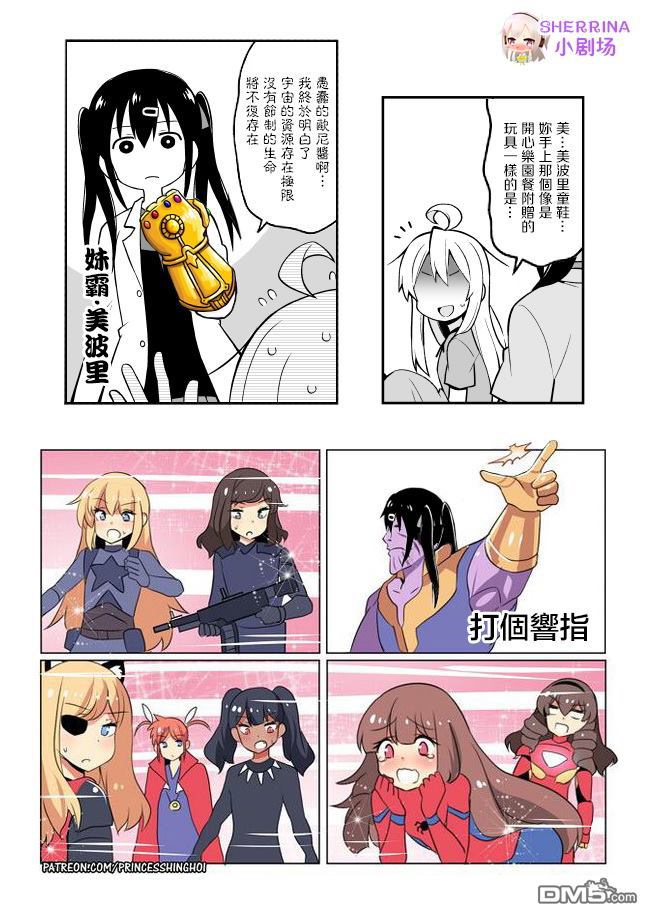 SHERRINA
小剧场
愚蠢的歐尼醬啊…
我終於明白了
宇宙的資源存在極限
沒有節制的生命
將不復存在
妹霸·美波里
美…美波里童鞋…
妳手上那個像是
開心樂園餐附贈的
玩具一樣的是…
打個響指
PATREON.COM/PRINCESSHINGHOI
DM5.com